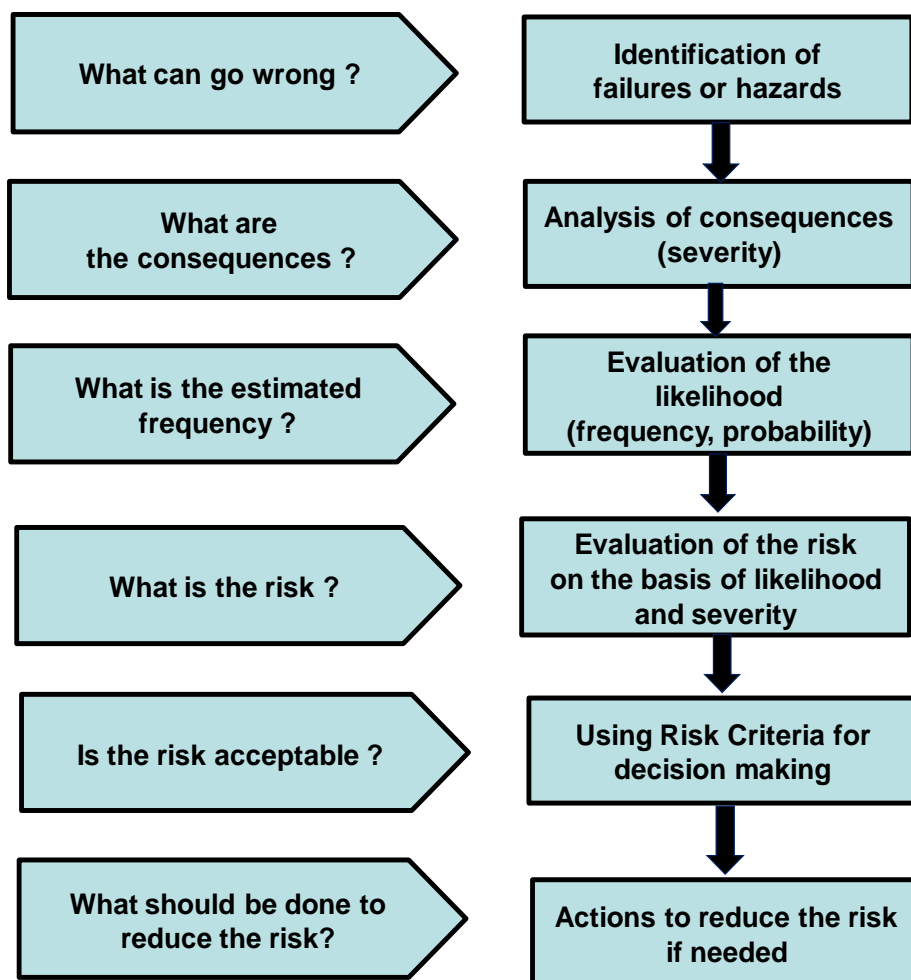 What can go wrong ?
Identification of
failures or hazards
What are
the consequences ?
Analysis of consequences
(severity)
What is the estimated
frequency ?
Evaluation of the
likelihood
(frequency, probability)
What is the risk ?
Evaluation of the risk
on the basis of likelihood
and severity
Is the risk acceptable ?
Using Risk Criteria for
decision making
What should be done to
reduce the risk?
Actions to reduce the risk
if needed